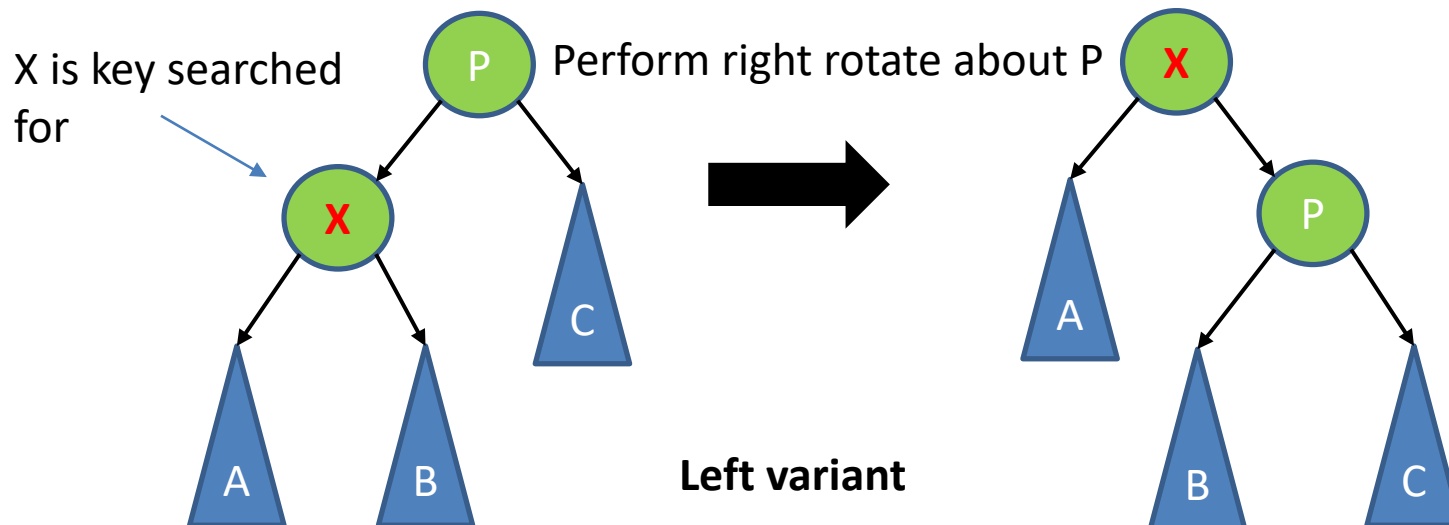 X is key searched
for
P
Perform right rotate about P
X
X
P
C
A
A
B
Left variant
B
C